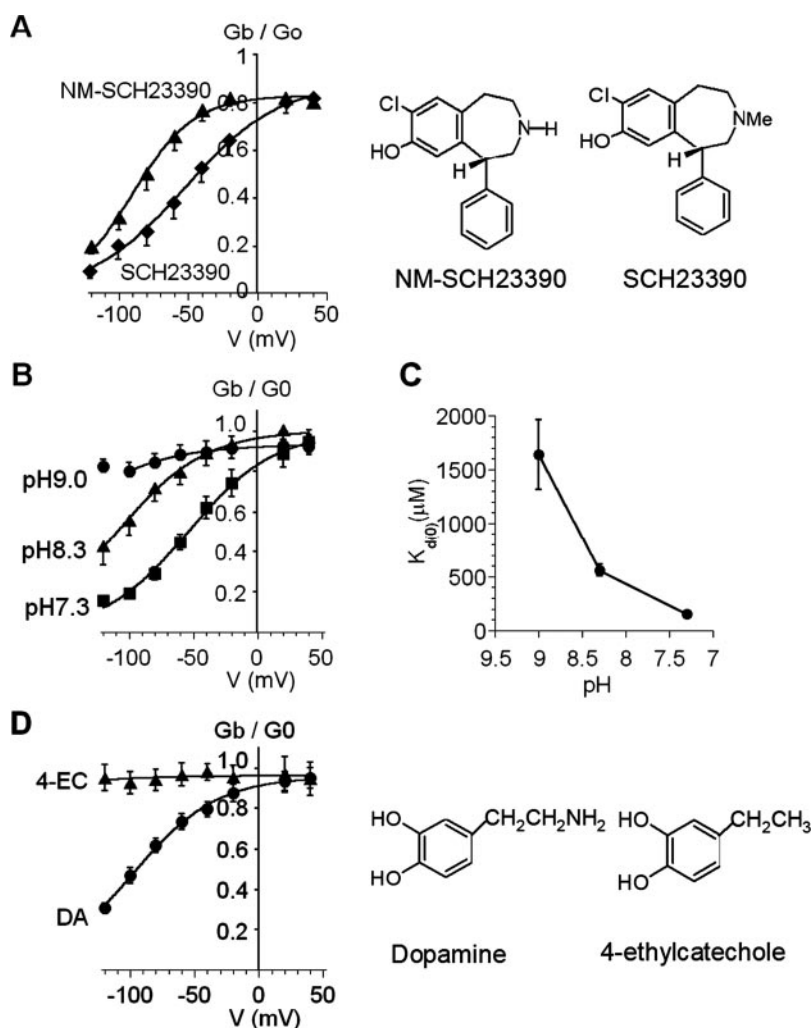 A
Gb / Go
1
0.8
0.6
0.4
0.2
0
NM-SCH23390
SCH23390
-100
-50
0
50
V (mV)
Cl
HO
H
N-H
NM-SCH23390
Cl
HO
H
NMe
SCH23390
B
Gb / G0
1.0
0.8
0.6
0.4
0.2
pH9.0
pH8.3
pH7.3
-100
-50
0
50
V (mV)
C
Kd(0)(μM)
2000
1500
1000
500
0
9.5
9
8.5
8
7.5
7
pH
D
Gb / G0
1.0
0.8
0.6
0.4
0.2
4-EC
DA
-100
-50
0
50
V (mV)
HO
HO
CH2CH2NH2
Dopamine
HO
HO
CH2CH3
4-ethylcatechole